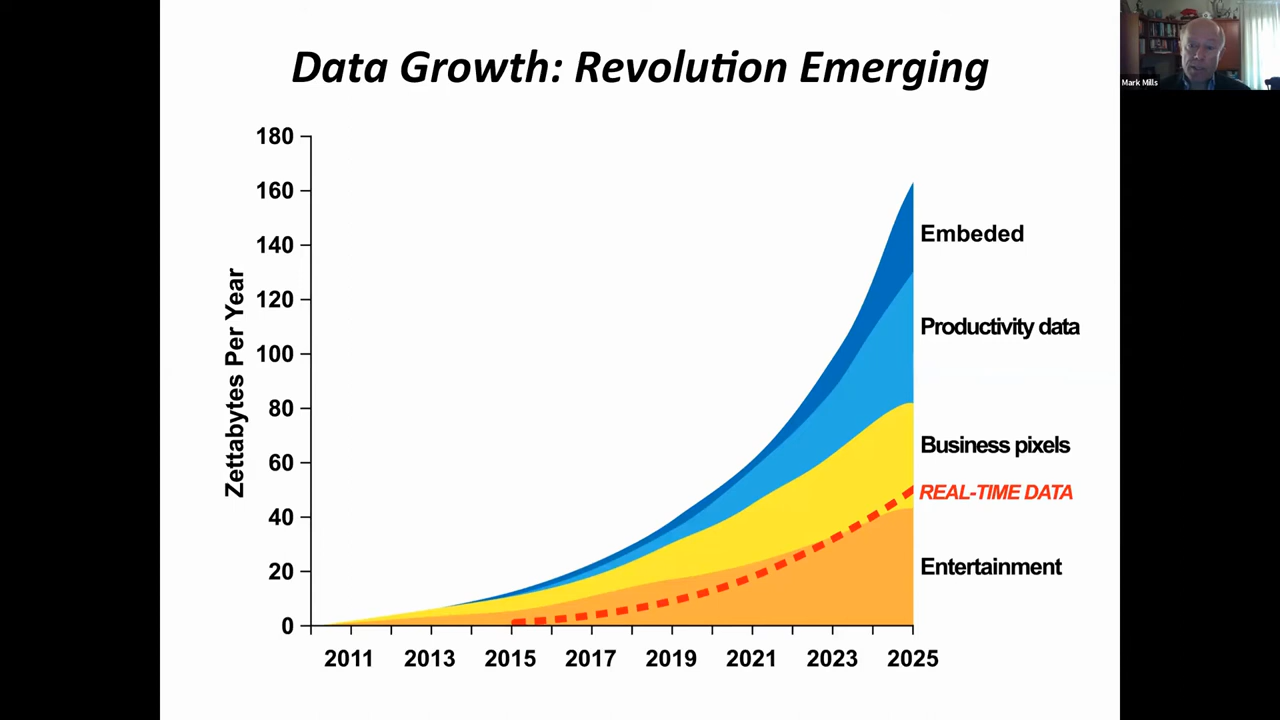 Data Growth: Revolution Emerging
Mark Mills
180
160
140
120
100
80
60
40
20
0
Zettabytes Per Year
Embeded
Productivity data
Business pixels
REAL-TIME DATA
Entertainment
2011 2013 2015 2017 2019 2021 2023 2025